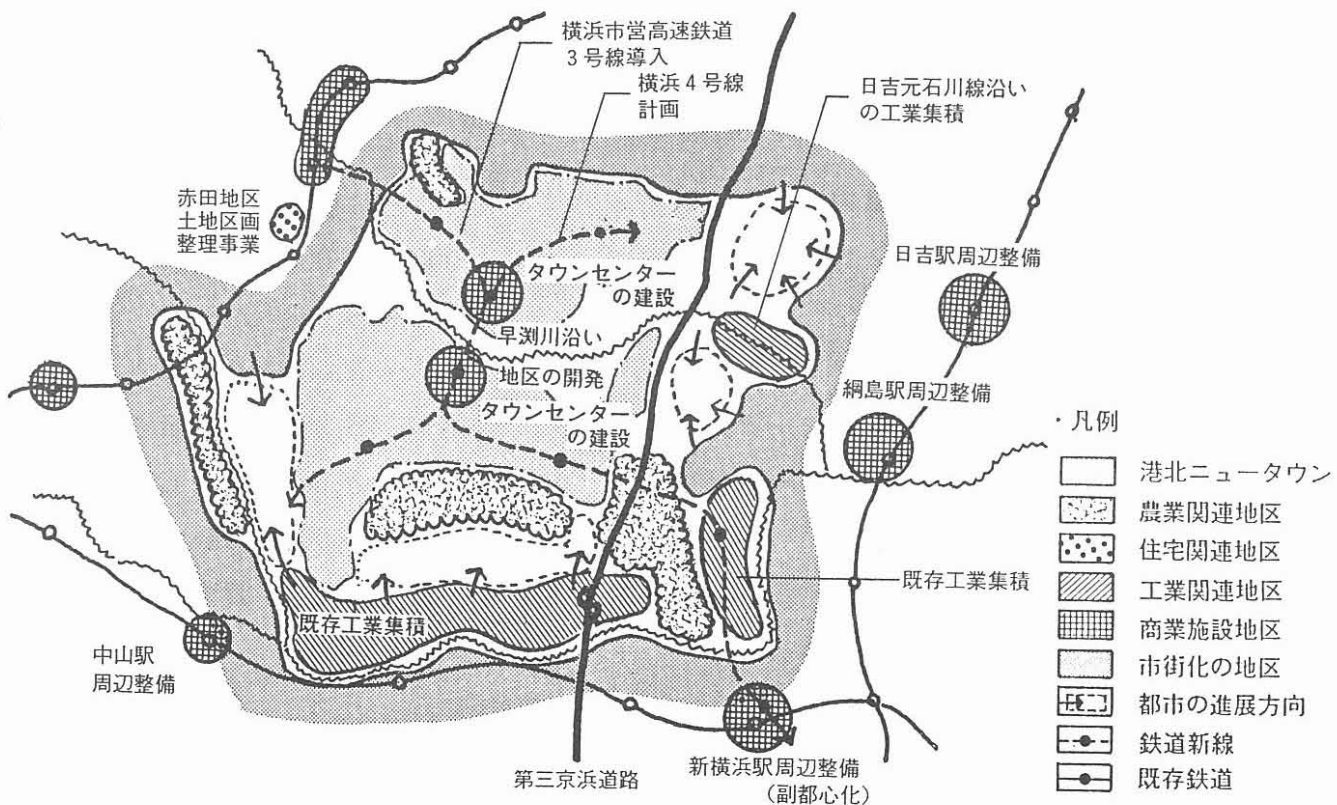 横浜市営高速鉄道
3号線導入
横浜4号線
計画
日吉元石川線沿い
の工業集積
赤田地区
土地区画
整理事業
日吉駅周辺整備
タウンセンター
の建設
早渕川沿い
地区の開発
綱島駅周辺整備
タウンセンター
の建設
既存工業集積
既存工業集積
中山駅
周辺整備
第三京浜道路
新横浜駅周辺整備
(副都心化)
・凡例
港北ニュータウン
農業関連地区
住宅関連地区
工業関連地区
商業施設地区
市街化の地区
都市の進展方向
鉄道新線
既存鉄道